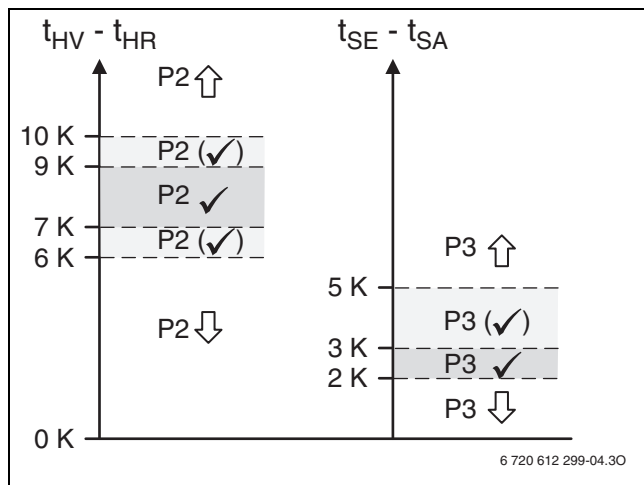 t_HV - t_HR
t_SE - t_SA
P2
10 K
P2 (✓)
9 K
P2 ✓
7 K
P2 (✓)
6 K
P3
5 K
P2
P3 (✓)
3 K
P3 ✓
2 K
P3
0 K
6 720 612 299-04.3O